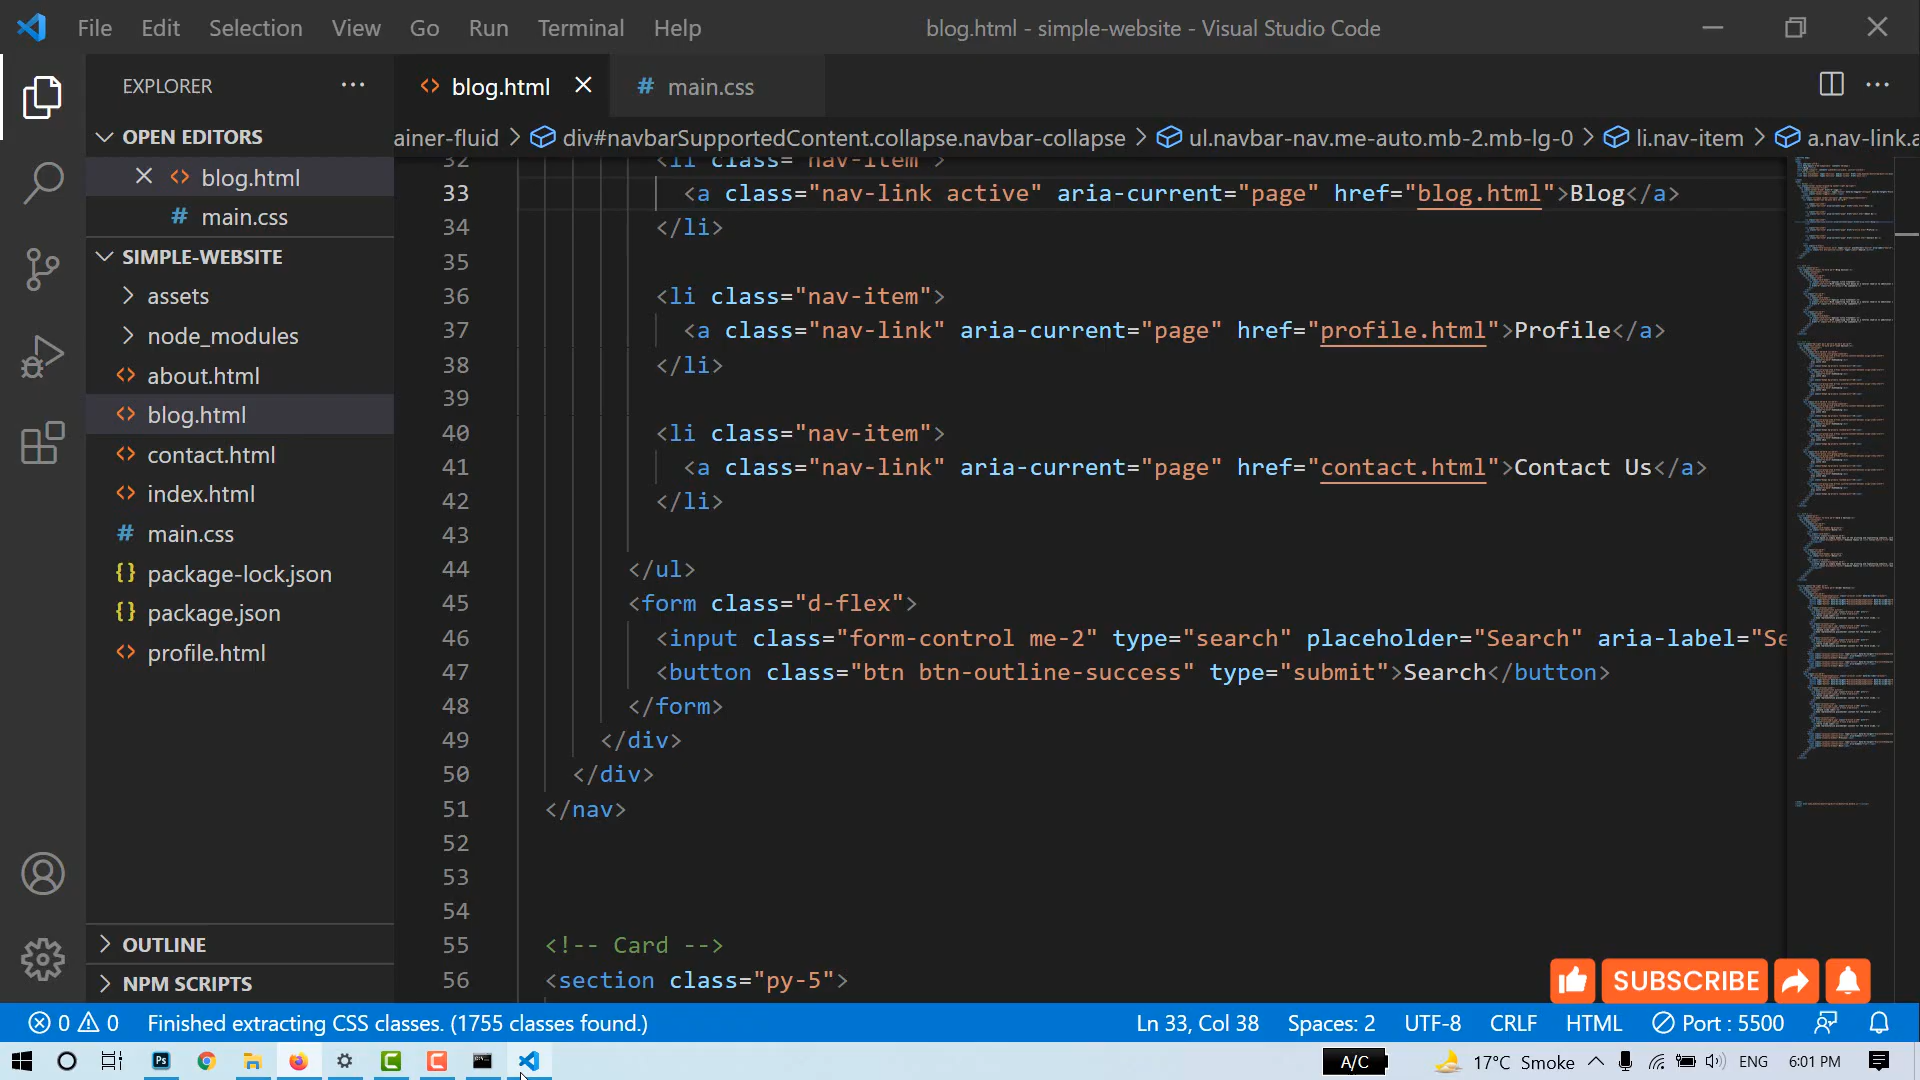 File Edit Selection View Go Run Terminal Help blog.html - simple-website - Visual Studio Code
EXPLORER
blog.html
main.css
OPEN EDITORS
blog.html
main.css
SIMPLE-WEBSITE
assets
node_modules
about.html
blog.html
contact.html
index.html
main.css
package-lock.json
package.json
profile.html
OUTLINE
NPM SCRIPTS
ainer-fluid > div#navbarSupportedContent.collapse.navbar-collapse > ul.navbar-nav.me-auto.mb-2.mb-lg-0 > li.nav-item > a.nav-link.a
32 <li class="nav-item">
33 <a class="nav-link active" aria-current="page" href="blog.html">Blog</a>
34 </li>
35
36 <li class="nav-item">
37 <a class="nav-link" aria-current="page" href="profile.html">Profile</a>
38 </li>
39
40 <li class="nav-item">
41 <a class="nav-link" aria-current="page" href="contact.html">Contact Us</a>
42 </li>
43
44 </ul>
45 <form class="d-flex">
46 <input class="form-control me-2" type="search" placeholder="Search" aria-label="Se
47 <button class="btn btn-outline-success" type="submit">Search</button>
48 </form>
49 </div>
50 </div>
51 </nav>
52
53
54
55 <!-- Card -->
56 <section class="py-5">
SUBSCRIBE
0 0 Finished extracting CSS classes. (1755 classes found.) Ln 33, Col 38 Spaces: 2 UTF-8 CRLF HTML Port : 5500
Ps A/C 17°C Smoke ENG 6:01 PM